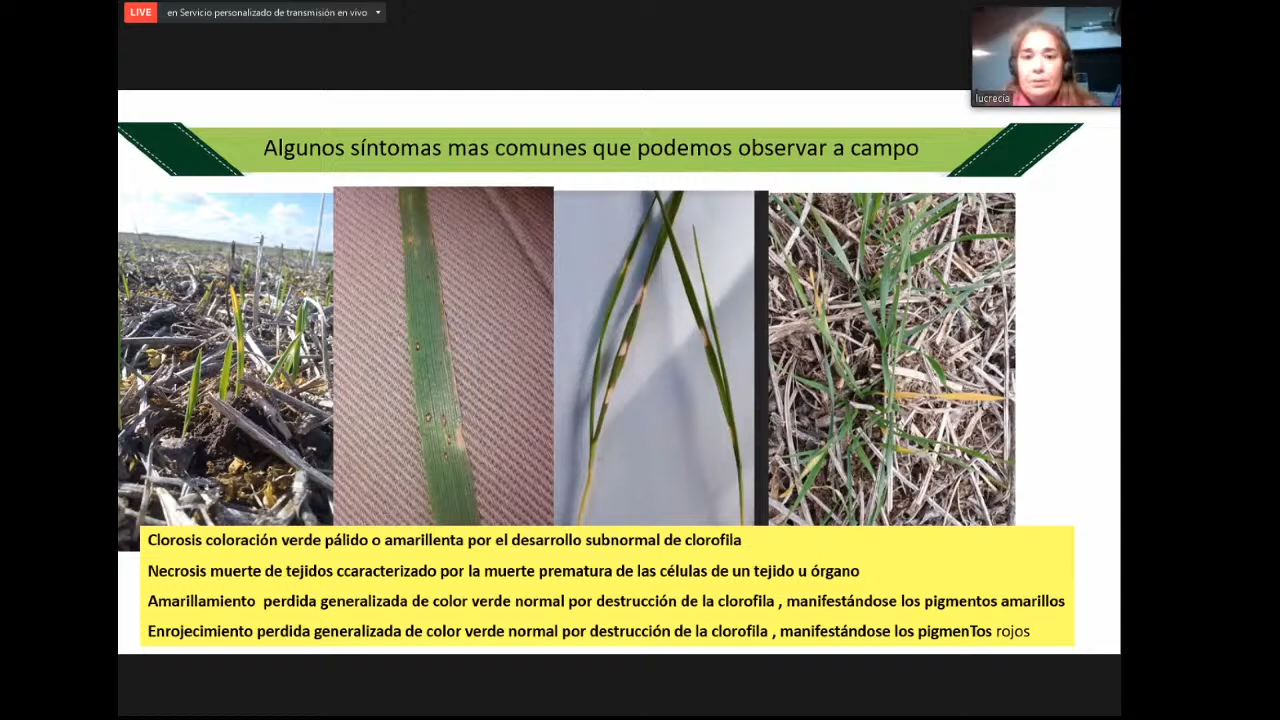 LIVE en Servicio personalizado de transmisión en vivo
lucrecia
Algunos síntomas mas comunes que podemos observar a campo
Clorosis coloración verde pálido o amarillenta por el desarrollo subnormal de clorofila
Necrosis muerte de tejidos ccaracterizado por la muerte prematura de las células de un tejido u órgano
Amarillamiento perdida generalizada de color verde normal por destrucción de la clorofila , manifestándose los pigmentos amarillos
Enrojecimiento perdida generalizada de color verde normal por destrucción de la clorofila , manifestándose los pigmenTos rojos